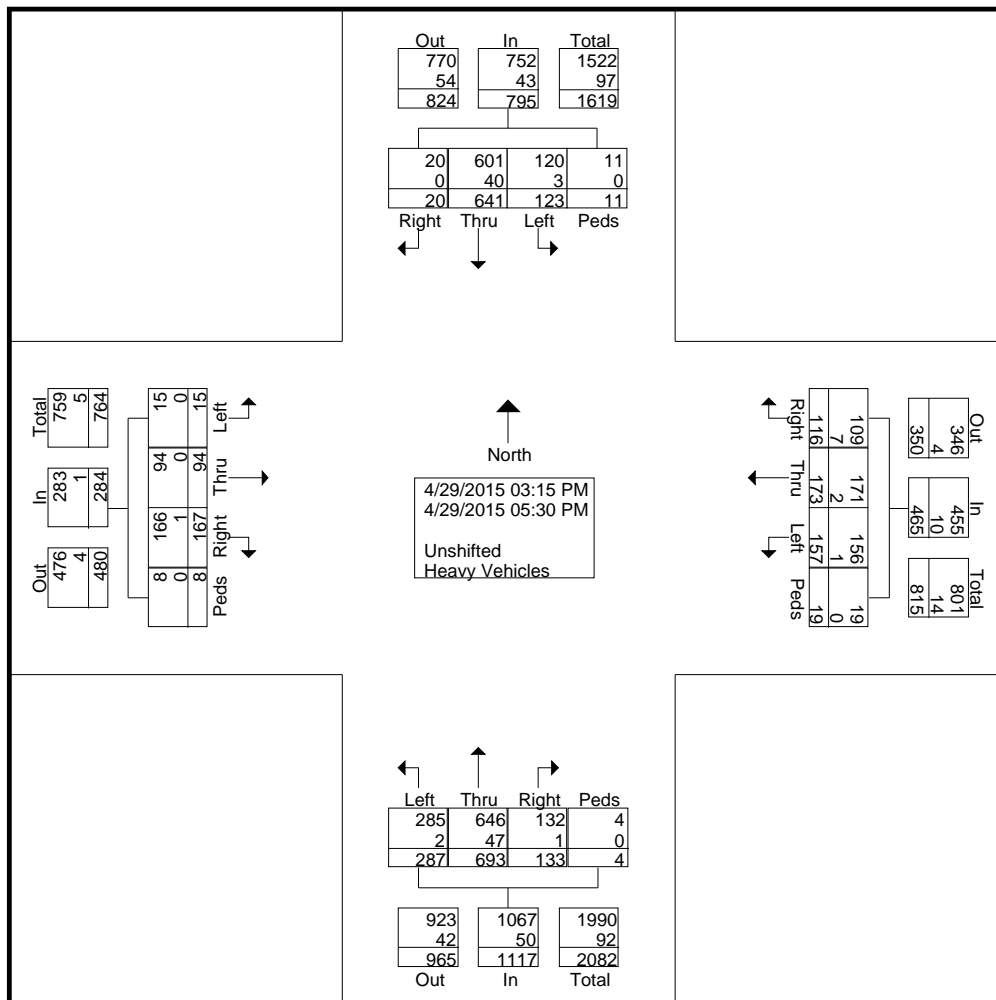 Out In Total
770 752 1522
54 43 97
824 795 1619
20 601 120 11
0 40 3 0
20 641 123 11
Right Thru Left Peds
Total
759 5 764
In
283 1 284
Out
476 4 480
15 0 15
94 0 94
166 1 167
8 0 8
Left
Thru
Right
Peds
North
4/29/2015 03:15 PM
4/29/2015 05:30 PM
Unshifted
Heavy Vehicles
Right
Thru
Left
Peds
109 7 116
171 2 173
156 1 157
19 0 19
Out
346 4 350
In
455 10 465
Total
801 14 815
Left Thru Right Peds
285 646 132 4
2 47 1 0
287 693 133 4
923 1067 1990
42 50 92
965 1117 2082
Out In Total